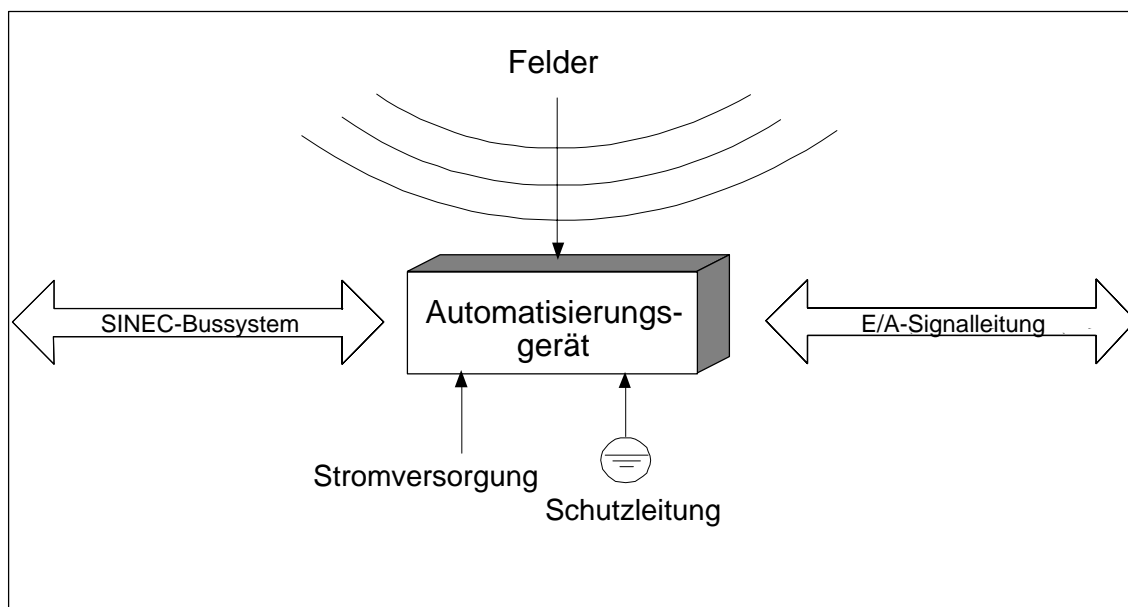 Felder
Automatisierungs-
gerät
SINEC-Bussystem
E/A-Signalleitung
Stromversorgung
Schutzleitung